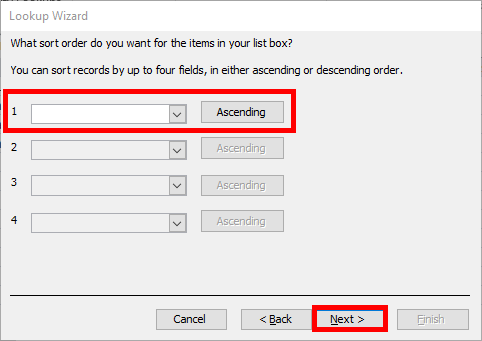 Lookup Wizard
What sort order do you want for the items in your list box?
You can sort records by up to four fields, in either ascending or descending order.
1 Ascending
2 Ascending
3 Ascending
4 Ascending
Cancel < Back Next > Finish